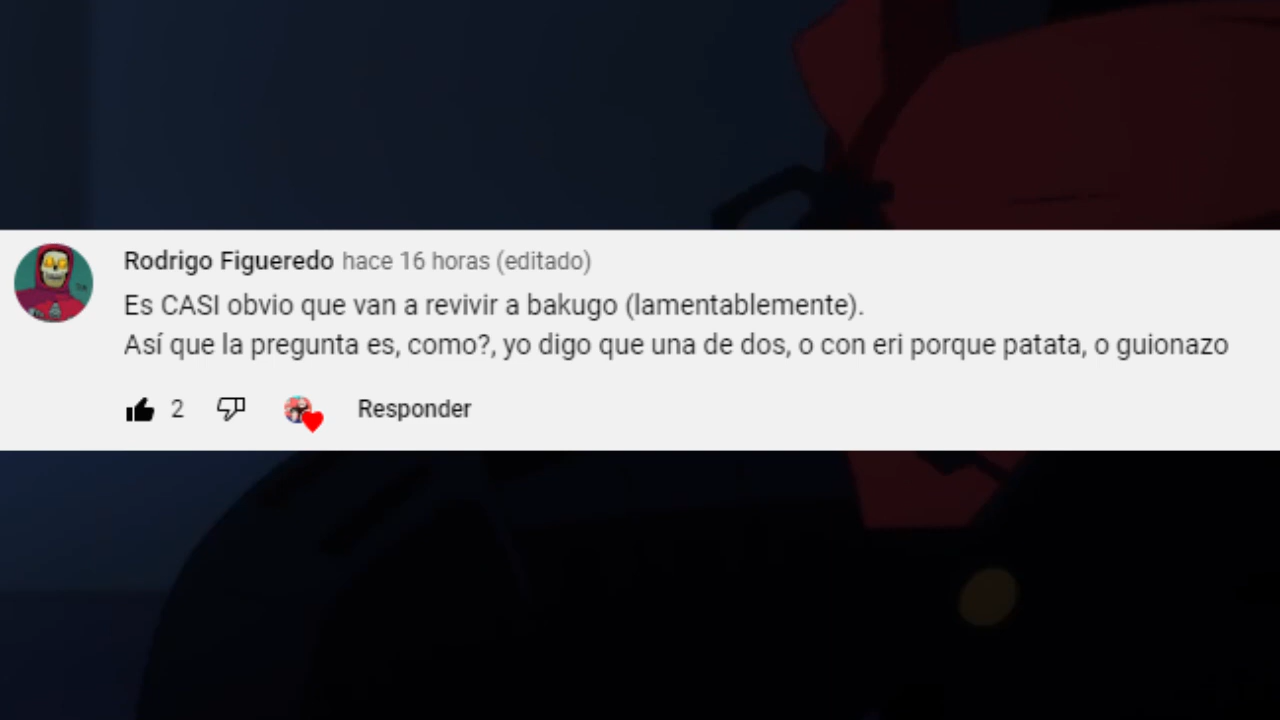 Rodrigo Figueredo hace 16 horas (editado)
Es CASI obvio que van a revivir a bakugo (lamentablemente).
Así que la pregunta es, como?, yo digo que una de dos, o con eri porque patata, o guionazo
2 Responder